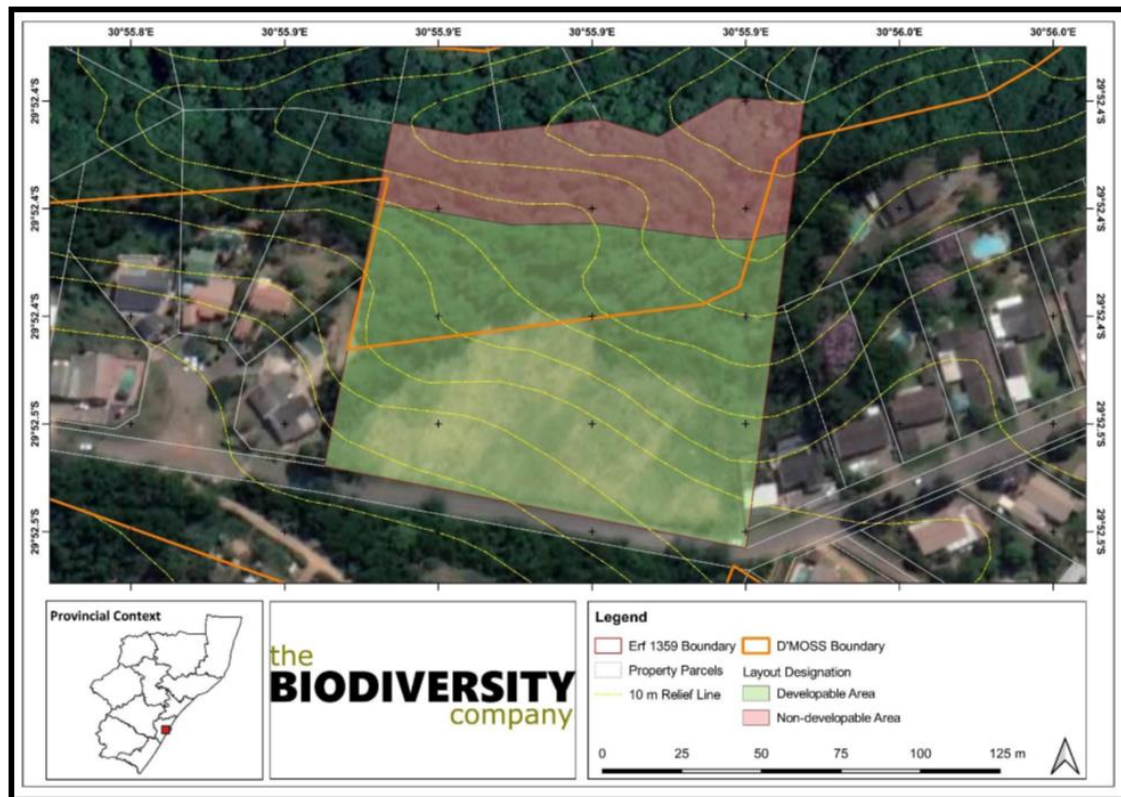 30°55.8'E 30°55.9'E 30°55.9'E 30°55.9'E 30°55.9'E 30°56.0'E 30°56.0'E
29°52.4'S 29°52.4'S
29°52.4'S 29°52.4'S
29°52.4'S 29°52.4'S
29°52.5'S 29°52.5'S
29°52.5'S 29°52.5'S
Provincial Context
the
BIODIVERSITY
company
Legend
Erf 1359 Boundary D'MOSS Boundary
Property Parcels Layout Designation
10 m Relief Line Developable Area
Non-developable Area
0 25 50 75 100 125 m